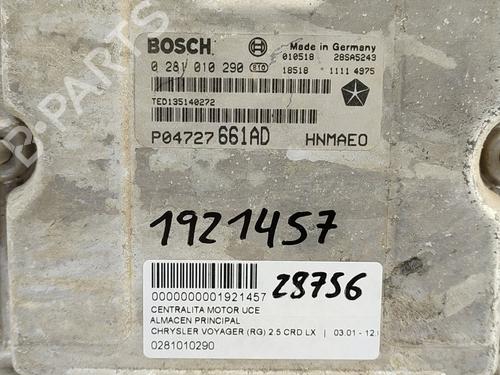 BOSCH Made in Germany
010518 28SA5243
0 281 010 290 18518 1111 4975
TED135140272
P04727661AD HNMAEO
1921457
0000000001921457 28756
CENTRALITA MOTOR UCE
ALMACEN PRINCIPAL
CHRYSLER VOYAGER (RG) 2.5 CRD LX | 03.01 - 12.
0281010290
B-PARTS